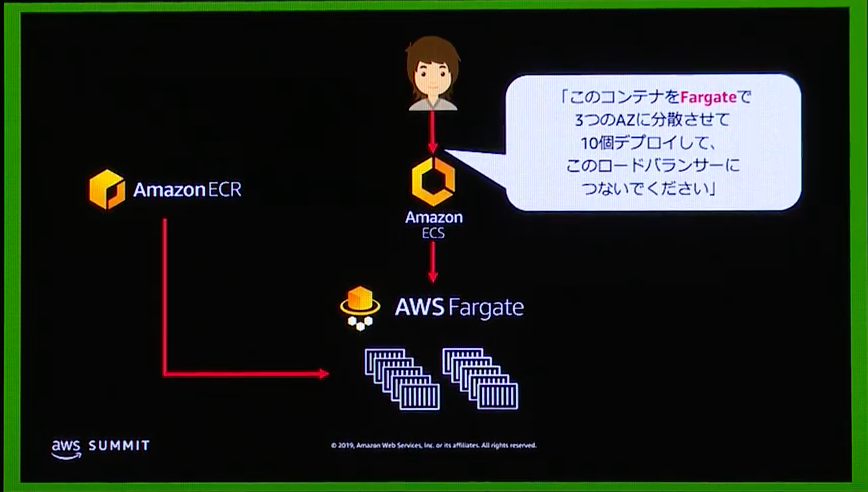 「このコンテナをFargateで
3つのAZに分散させて
10個デプロイして、
このロードバランサーに
つないでください」
Amazon ECR
Amazon
ECS
AWS Fargate
aws SUMMIT
© 2019, Amazon Web Services, Inc. or its affiliates. All rights reserved.